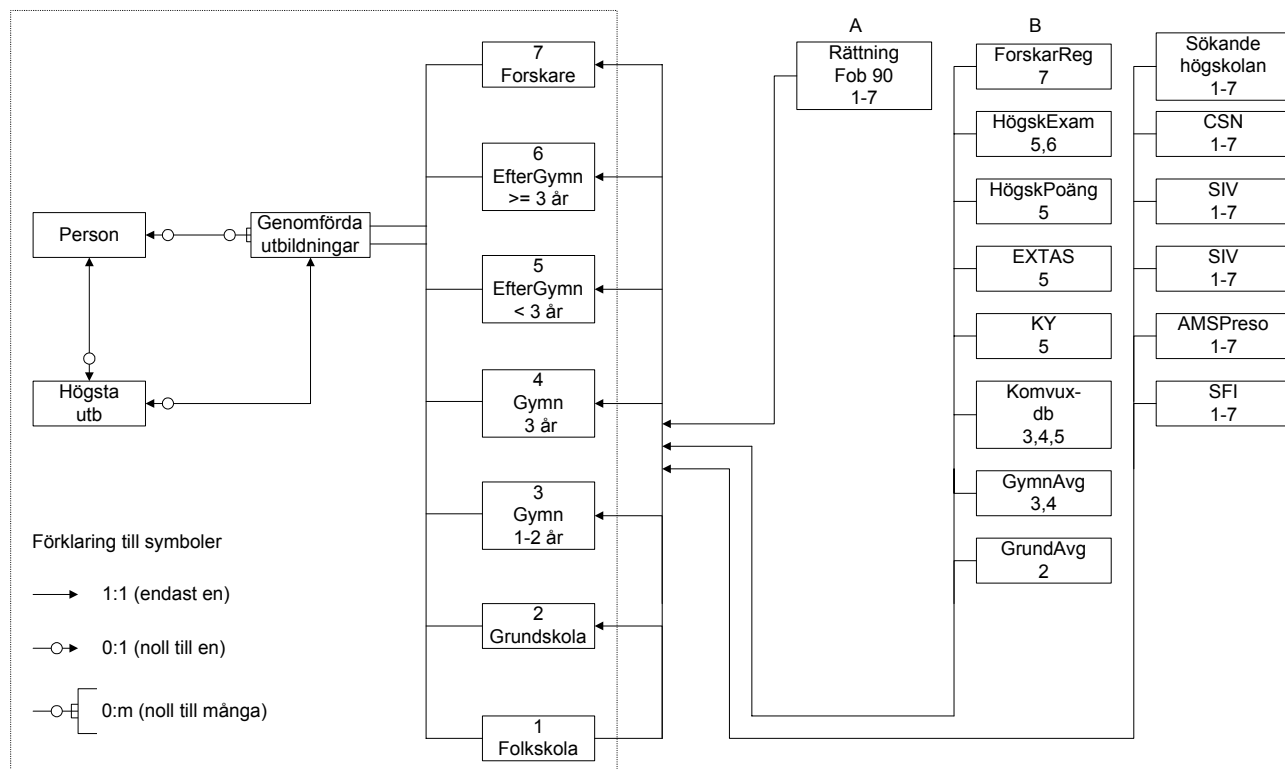 Person
Högsta
utb
Genomförda
utbildningar
7
Forskare
6
EfterGymn
>= 3 år
5
EfterGymn
< 3 år
4
Gymn
3 år
3
Gymn
1-2 år
2
Grundskola
1
Folkskola
Förklaring till symboler
1:1 (endast en)
0:1 (noll till en)
0:m (noll till många)
A
Rättning
Fob 90
1-7
B
ForskarReg
7
HögskExam
5,6
HögskPoäng
5
EXTAS
5
KY
5
Komvux-
db
3,4,5
GymnAvg
3,4
GrundAvg
2
Sökande
högskolan
1-7
CSN
1-7
SIV
1-7
SIV
1-7
AMSPreso
1-7
SFI
1-7